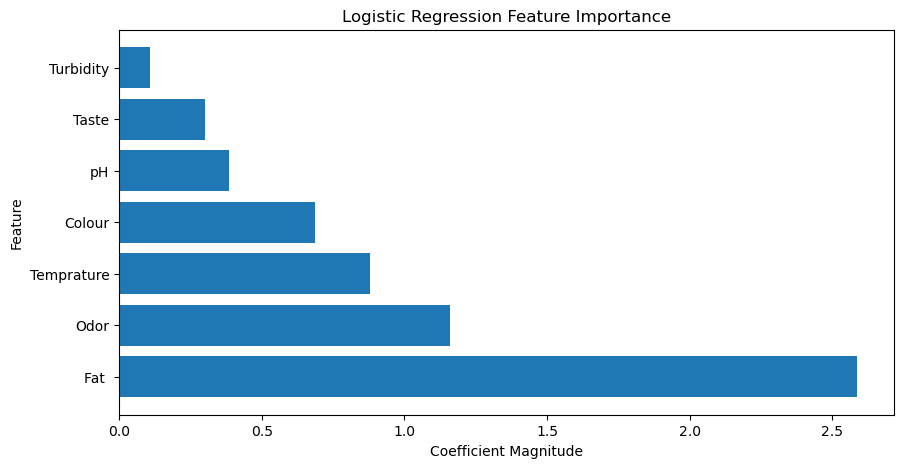 Logistic Regression Feature Importance
Turbidity
Taste
pH
Colour
Temprature
Odor
Fat
Feature
0.0 0.5 1.0 1.5 2.0 2.5
Coefficient Magnitude